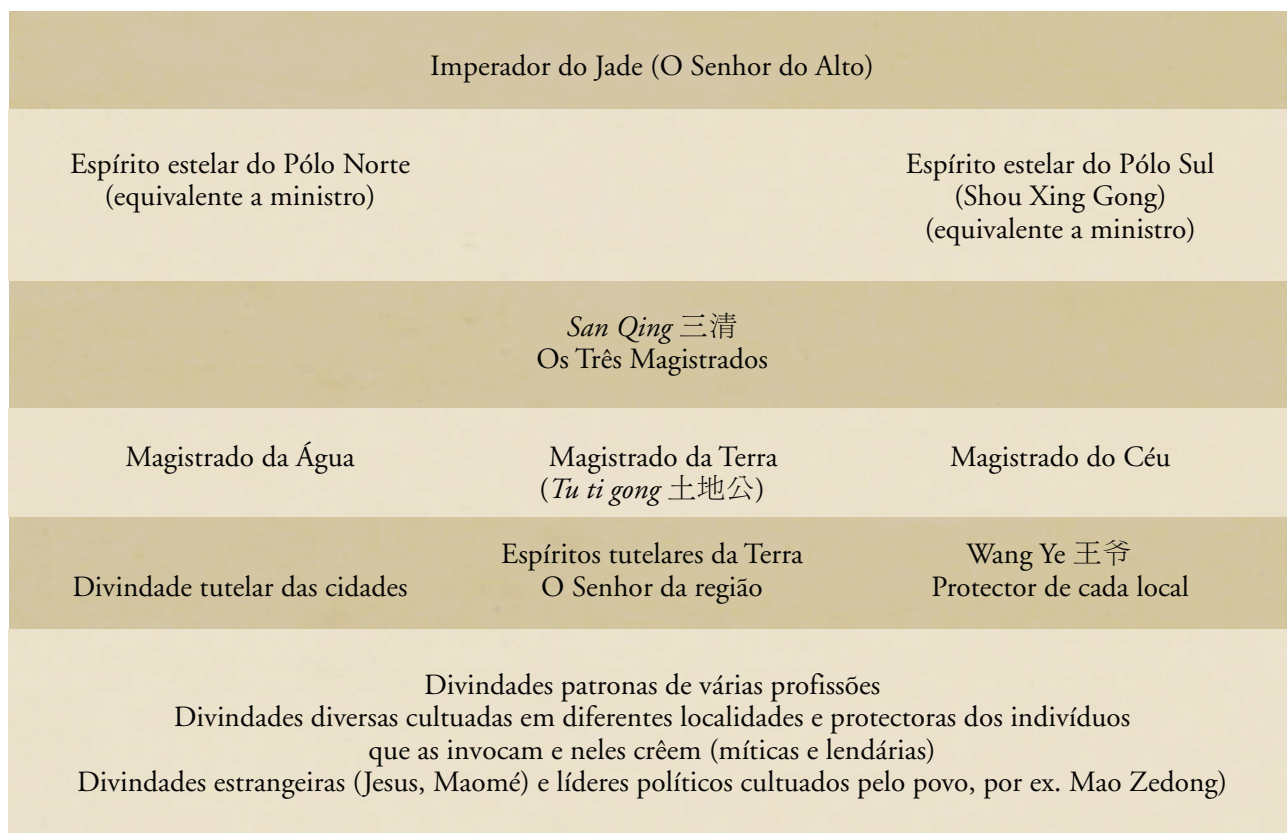 Imperador do Jade (O Senhor do Alto)
Espírito estelar do Pólo Norte
(equivalente a ministro)
Espírito estelar do Pólo Sul
(Shou Xing Gong)
(equivalente a ministro)
San Qing 三清
Os Três Magistrados
Magistrado da Água
Magistrado da Terra
(Tu ti gong 土地公)
Magistrado do Céu
Divindade tutelar das cidades
Espíritos tutelares da Terra
O Senhor da região
Wang Ye 王爷
Protector de cada local
Divindades patronas de várias profissões
Divindades diversas cultuadas em diferentes localidades e protectoras dos indivíduos
que as invocam e neles crêem (míticas e lendárias)
Divindades estrangeiras (Jesus, Maomé) e líderes políticos cultuados pelo povo, por ex. Mao Zedong)